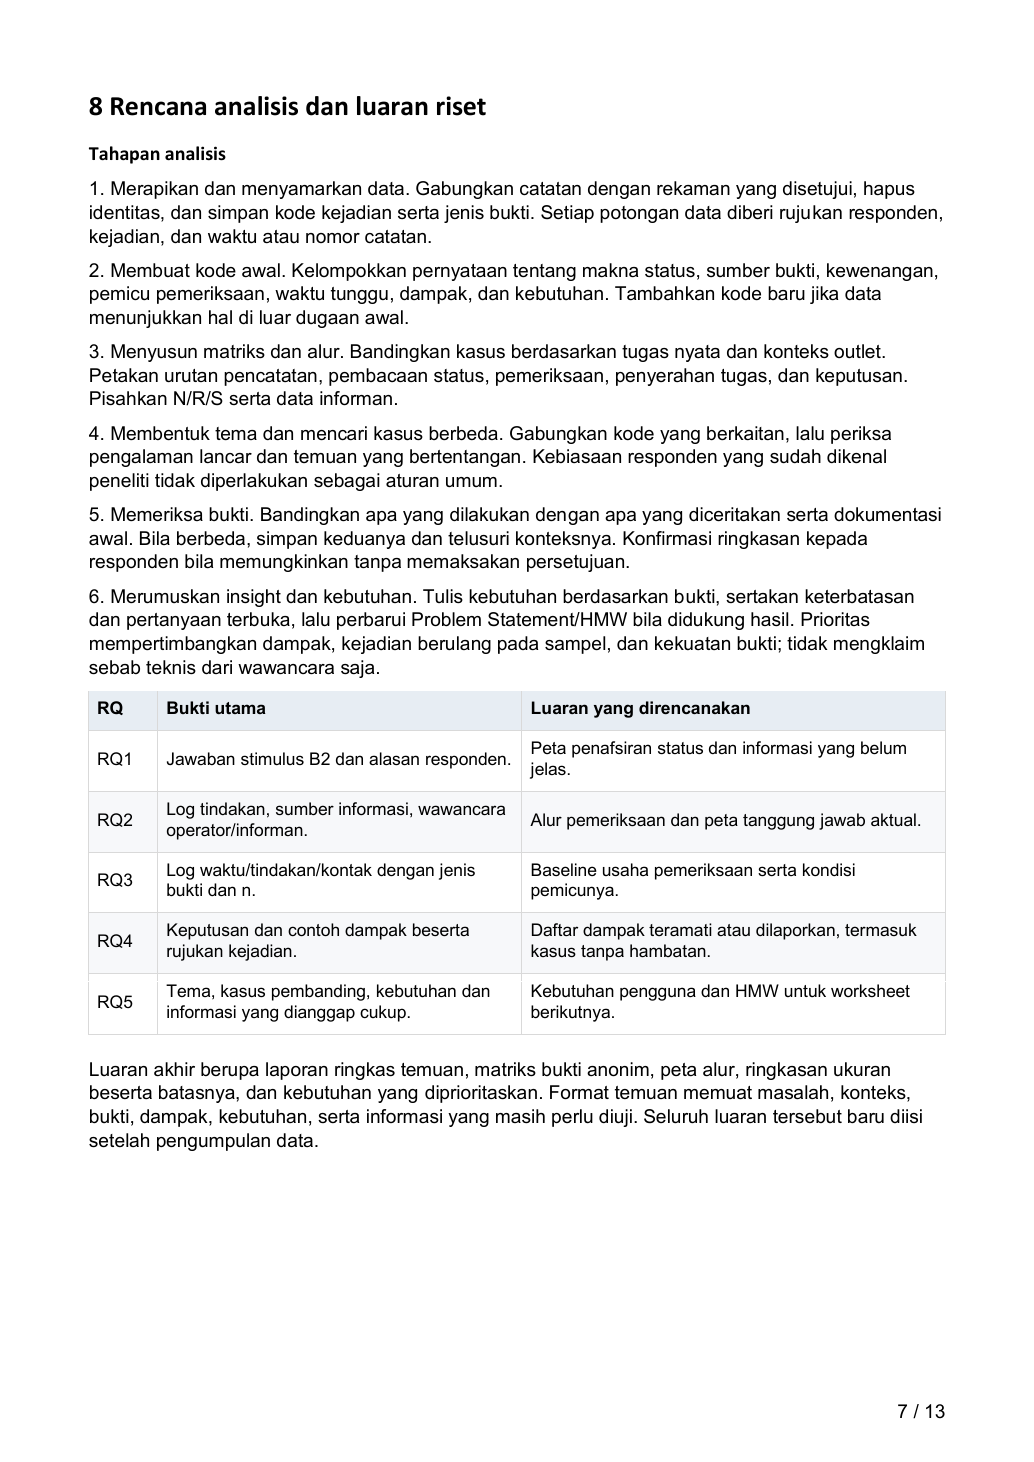 8 Rencana analisis dan luaran riset
Tahapan analisis
1. Merapikan dan menyamarkan data. Gabungkan catatan dengan rekaman yang disetujui, hapus
identitas, dan simpan kode kejadian serta jenis bukti. Setiap potongan data diberi rujukan responden,
kejadian, dan waktu atau nomor catatan.
2. Membuat kode awal. Kelompokkan pernyataan tentang makna status, sumber bukti, kewenangan,
pemicu pemeriksaan, waktu tunggu, dampak, dan kebutuhan. Tambahkan kode baru jika data
menunjukkan hal di luar dugaan awal.
3. Menyusun matriks dan alur. Bandingkan kasus berdasarkan tugas nyata dan konteks outlet.
Petakan urutan pencatatan, pembacaan status, pemeriksaan, penyerahan tugas, dan keputusan.
Pisahkan N/R/S serta data informan.
4. Membentuk tema dan mencari kasus berbeda. Gabungkan kode yang berkaitan, lalu periksa
pengalaman lancar dan temuan yang bertentangan. Kebiasaan responden yang sudah dikenal
peneliti tidak diperlakukan sebagai aturan umum.
5. Memeriksa bukti. Bandingkan apa yang dilakukan dengan apa yang diceritakan serta dokumentasi
awal. Bila berbeda, simpan keduanya dan telusuri konteksnya. Konfirmasi ringkasan kepada
responden bila memungkinkan tanpa memaksakan persetujuan.
6. Merumuskan insight dan kebutuhan. Tulis kebutuhan berdasarkan bukti, sertakan keterbatasan
dan pertanyaan terbuka, lalu perbarui Problem Statement/HMW bila didukung hasil. Prioritas
mempertimbangkan dampak, kejadian berulang pada sampel, dan kekuatan bukti; tidak mengklaim
sebab teknis dari wawancara saja.
RQ Bukti utama Luaran yang direncanakan
RQ1 Jawaban stimulus B2 dan alasan responden. Peta penafsiran status dan informasi yang belum
jelas.
RQ2 Log tindakan, sumber informasi, wawancara
operator/informan. Alur pemeriksaan dan peta tanggung jawab aktual.
RQ3 Log waktu/tindakan/kontak dengan jenis
bukti dan n. Baseline usaha pemeriksaan serta kondisi
pemicunya.
RQ4 Keputusan dan contoh dampak beserta
rujukan kejadian. Daftar dampak teramati atau dilaporkan, termasuk
kasus tanpa hambatan.
RQ5 Tema, kasus pembanding, kebutuhan dan
informasi yang dianggap cukup. Kebutuhan pengguna dan HMW untuk worksheet
berikutnya.
Luaran akhir berupa laporan ringkas temuan, matriks bukti anonim, peta alur, ringkasan ukuran
beserta batasnya, dan kebutuhan yang diprioritaskan. Format temuan memuat masalah, konteks,
bukti, dampak, kebutuhan, serta informasi yang masih perlu diuji. Seluruh luaran tersebut baru diisi
setelah pengumpulan data.
7 / 13